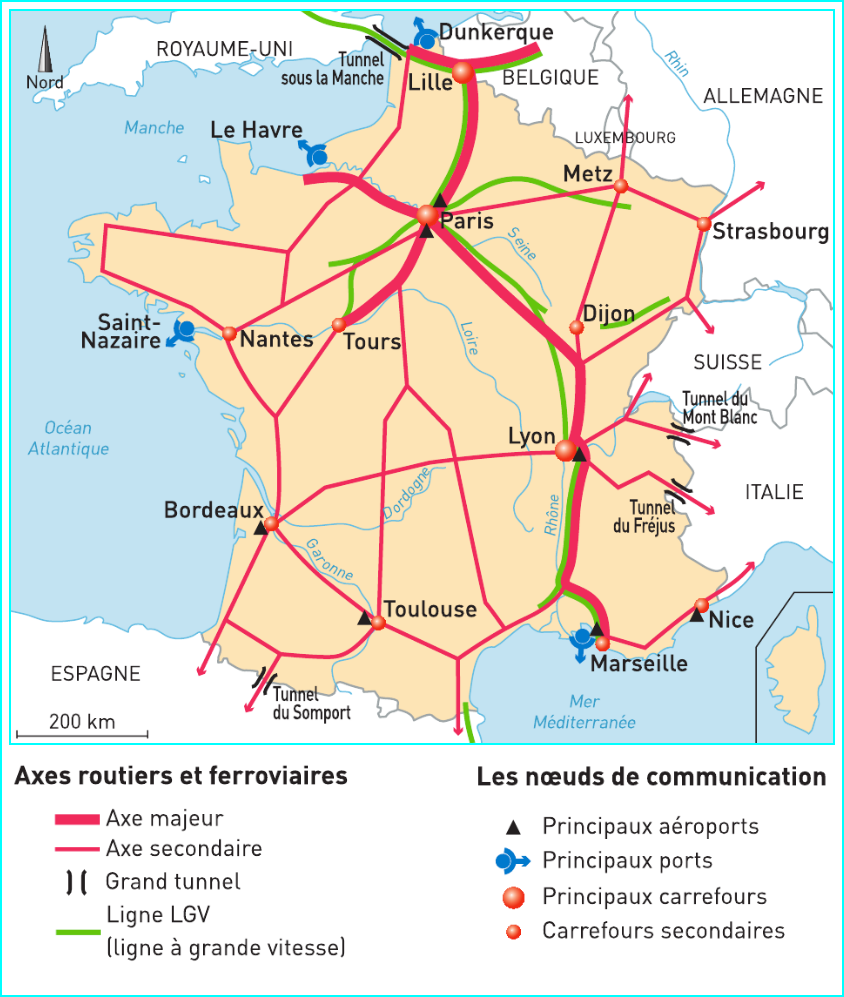 Dunkerque
ROYAUME-UNI
Tunnel
sous la Manche
Nord
Lille
BELGIQUE
Rhin
ALLEMAGNE
Manche
Le Havre
LUXEMBOURG
Metz
Paris
Seine
Strasbourg
Saint-
Nazaire
Nantes
Tours
Loire
Dijon
SUISSE
Tunnel du
Mont Blanc
Océan
Atlantique
Lyon
Dordogne
Rhône
ITALIE
Tunnel
du Fréjus
Bordeaux
Garonne
Toulouse
Nice
Marseille
ESPAGNE
Tunnel
du Somport
Mer
Méditerranée
200 km
Axes routiers et ferroviaires
Axe majeur
Axe secondaire
Grand tunnel
Ligne LGV
(ligne à grande vitesse)
Les nœuds de communication
Principaux aéroports
Principaux ports
Principaux carrefours
Carrefours secondaires